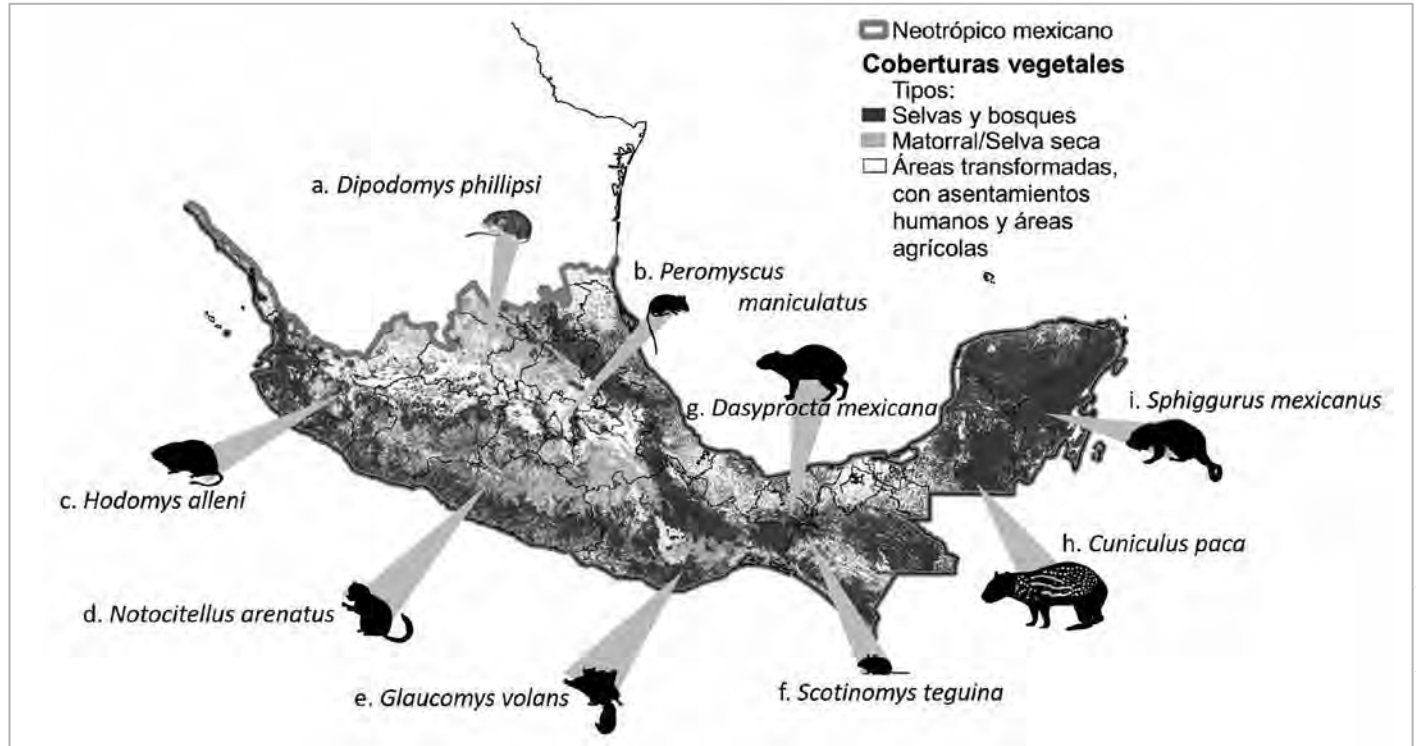 Neotrópico mexicano
Coberturas vegetales
Tipos:
Selvas y bosques
Matorral/Selva seca
Áreas transformadas,
con asentamientos
humanos y áreas
agrícolas
a. Dipodomys phillipsi
b. Peromyscus
maniculatus
c. Hodomys alleni
d. Notocitellus arenatus
e. Glaucomys volans
f. Scotinomys teguina
g. Dasyprocta mexicana
h. Cuniculus paca
i. Sphiggurus mexicanus